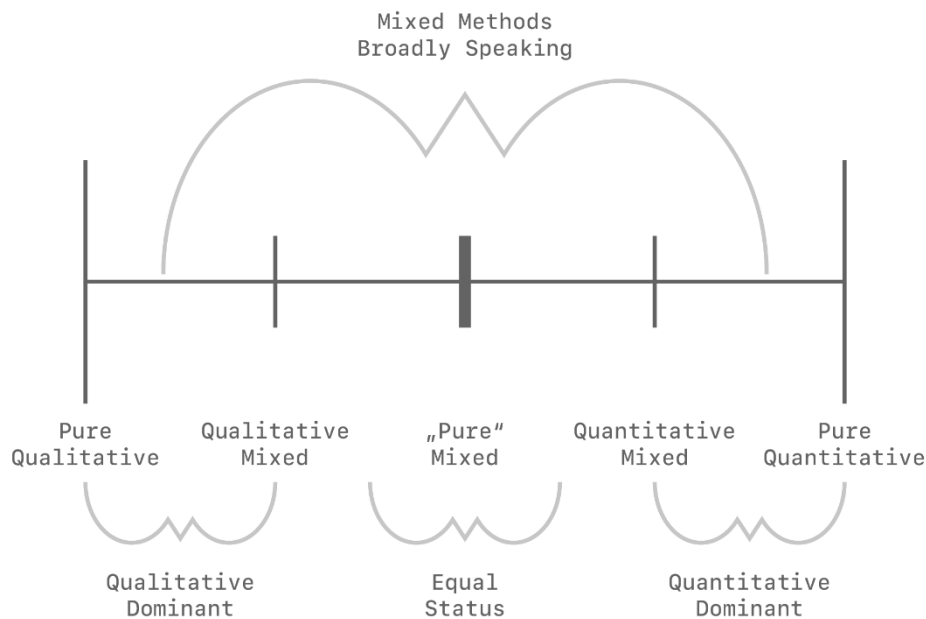 Mixed Methods
Broadly Speaking
Pure
Qualitative
Qualitative
Mixed
„Pure“
Mixed
Quantitative
Mixed
Pure
Quantitative
Qualitative
Dominant
Equal
Status
Quantitative
Dominant